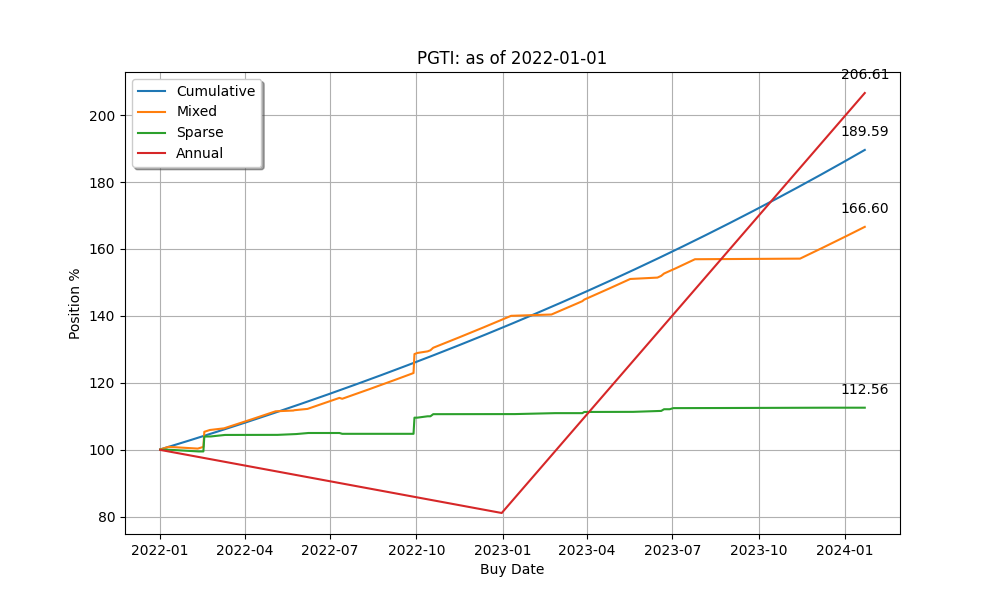 PGTI: as of 2022-01-01
Cumulative
Mixed
Sparse
Annual
206.61
189.59
166.60
112.56
Position %
200
180
160
140
120
100
80
2022-01 2022-04 2022-07 2022-10 2023-01 2023-04 2023-07 2023-10 2024-01
Buy Date